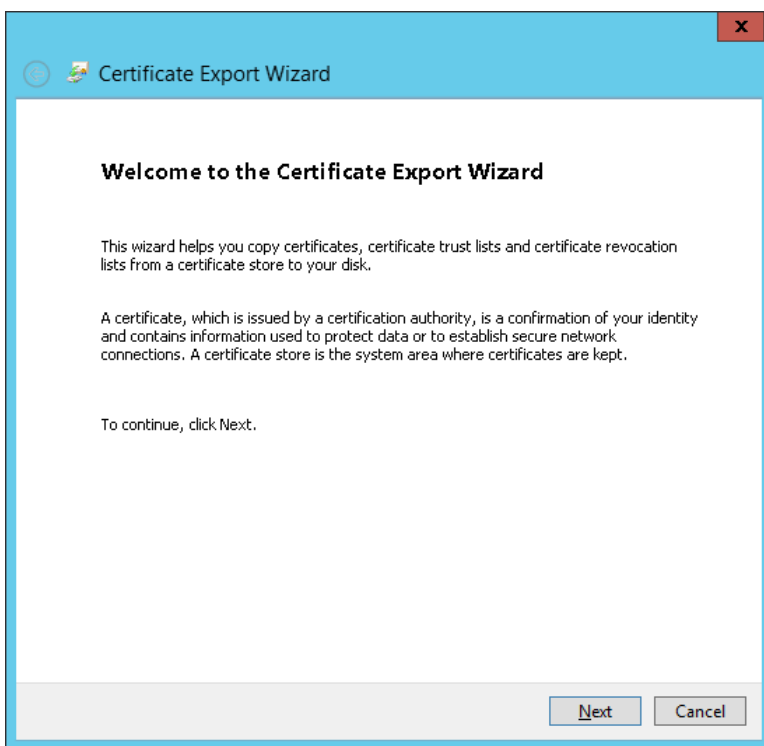 x
Certificate Export Wizard
Welcome to the Certificate Export Wizard
This wizard helps you copy certificates, certificate trust lists and certificate revocation
lists from a certificate store to your disk.
A certificate, which is issued by a certification authority, is a confirmation of your identity
and contains information used to protect data or to establish secure network
connections. A certificate store is the system area where certificates are kept.
To continue, click Next.
Next Cancel